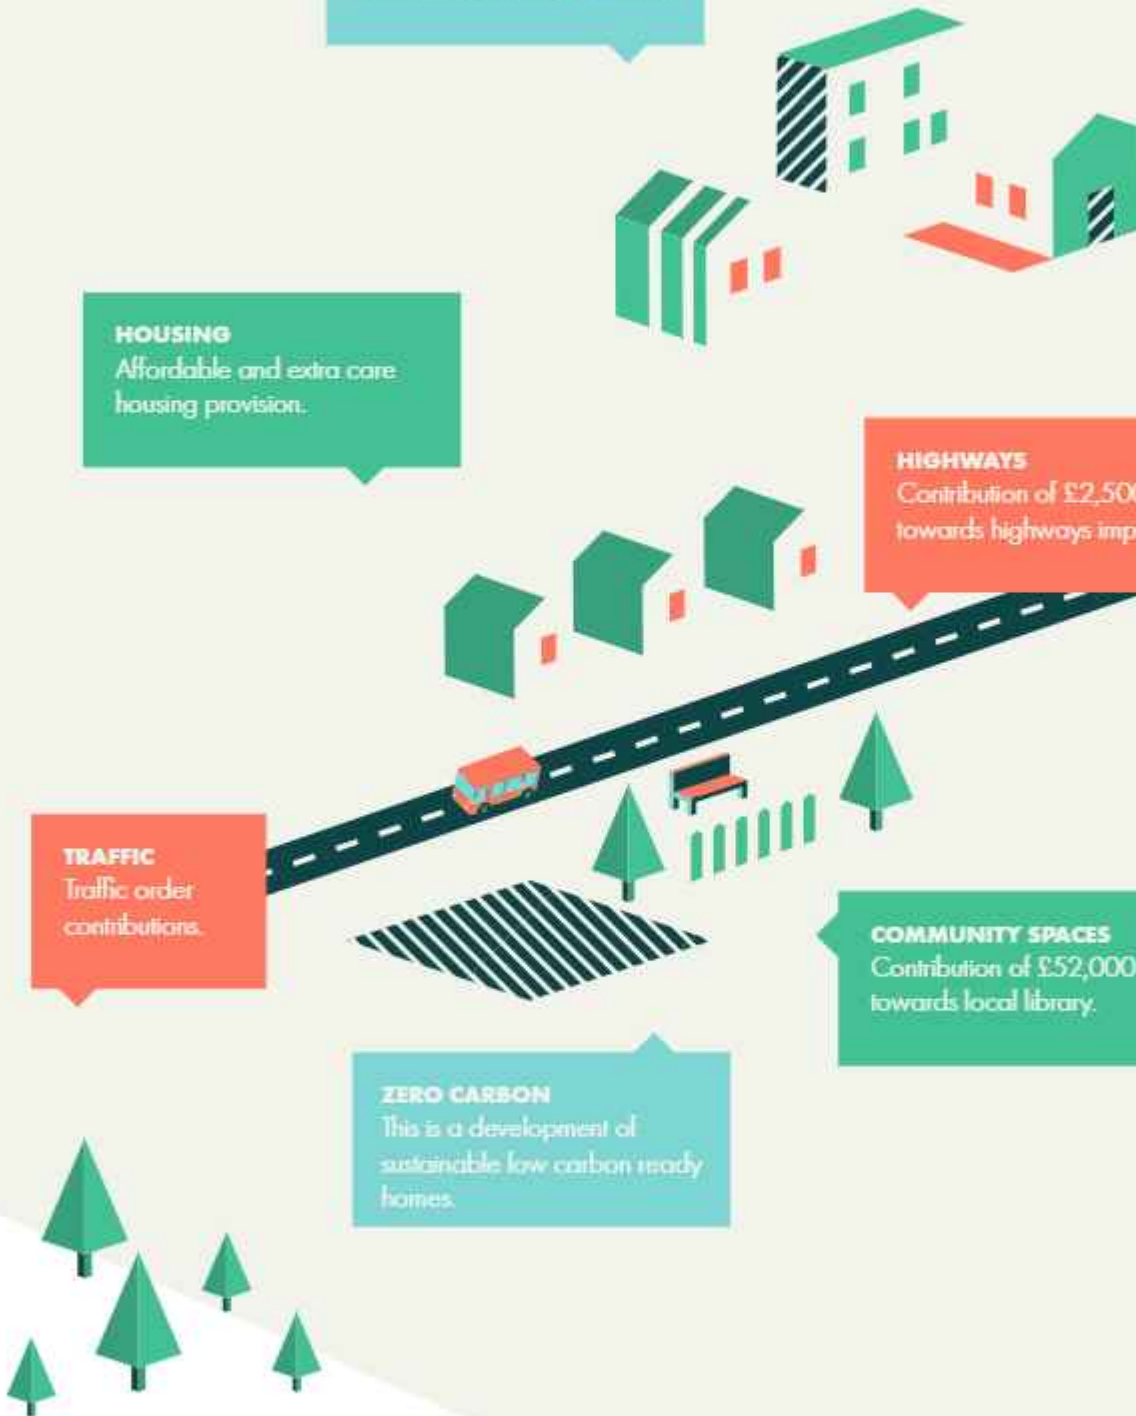 HOUSING
Affordable and extra care
housing provision.
HIGHWAYS
Contribution of £2,500
towards highways imp
TRAFFIC
Traffic order
contributions.
COMMUNITY SPACES
Contribution of £52,000
towards local library.
ZERO CARBON
This is a development of
sustainable low carbon ready
homes.